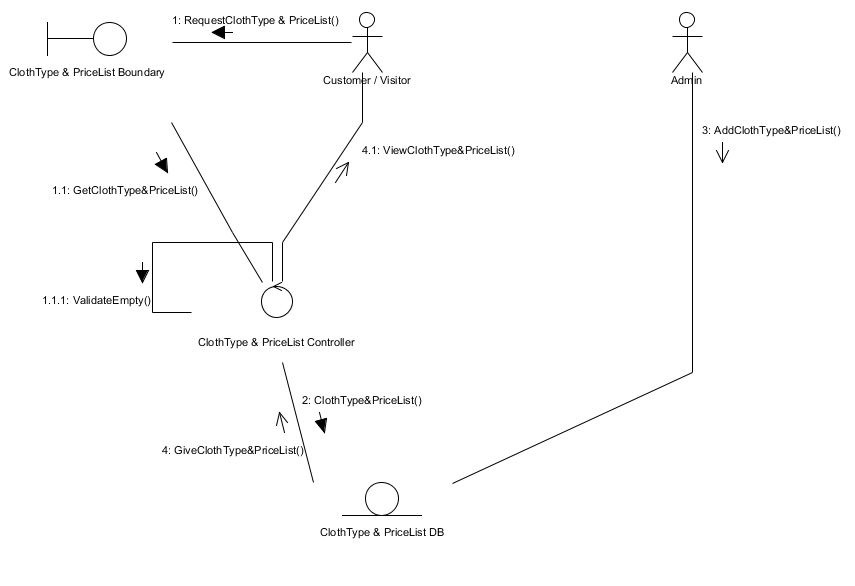 1: RequestClothType & PriceList()
ClothType & PriceList Boundary
Customer / Visitor
Admin
3: AddClothType&PriceList()
4.1: ViewClothType&PriceList()
1.1: GetClothType&PriceList()
1.1.1: ValidateEmpty()
ClothType & PriceList Controller
2: ClothType&PriceList()
4: GiveClothType&PriceList()
ClothType & PriceList DB